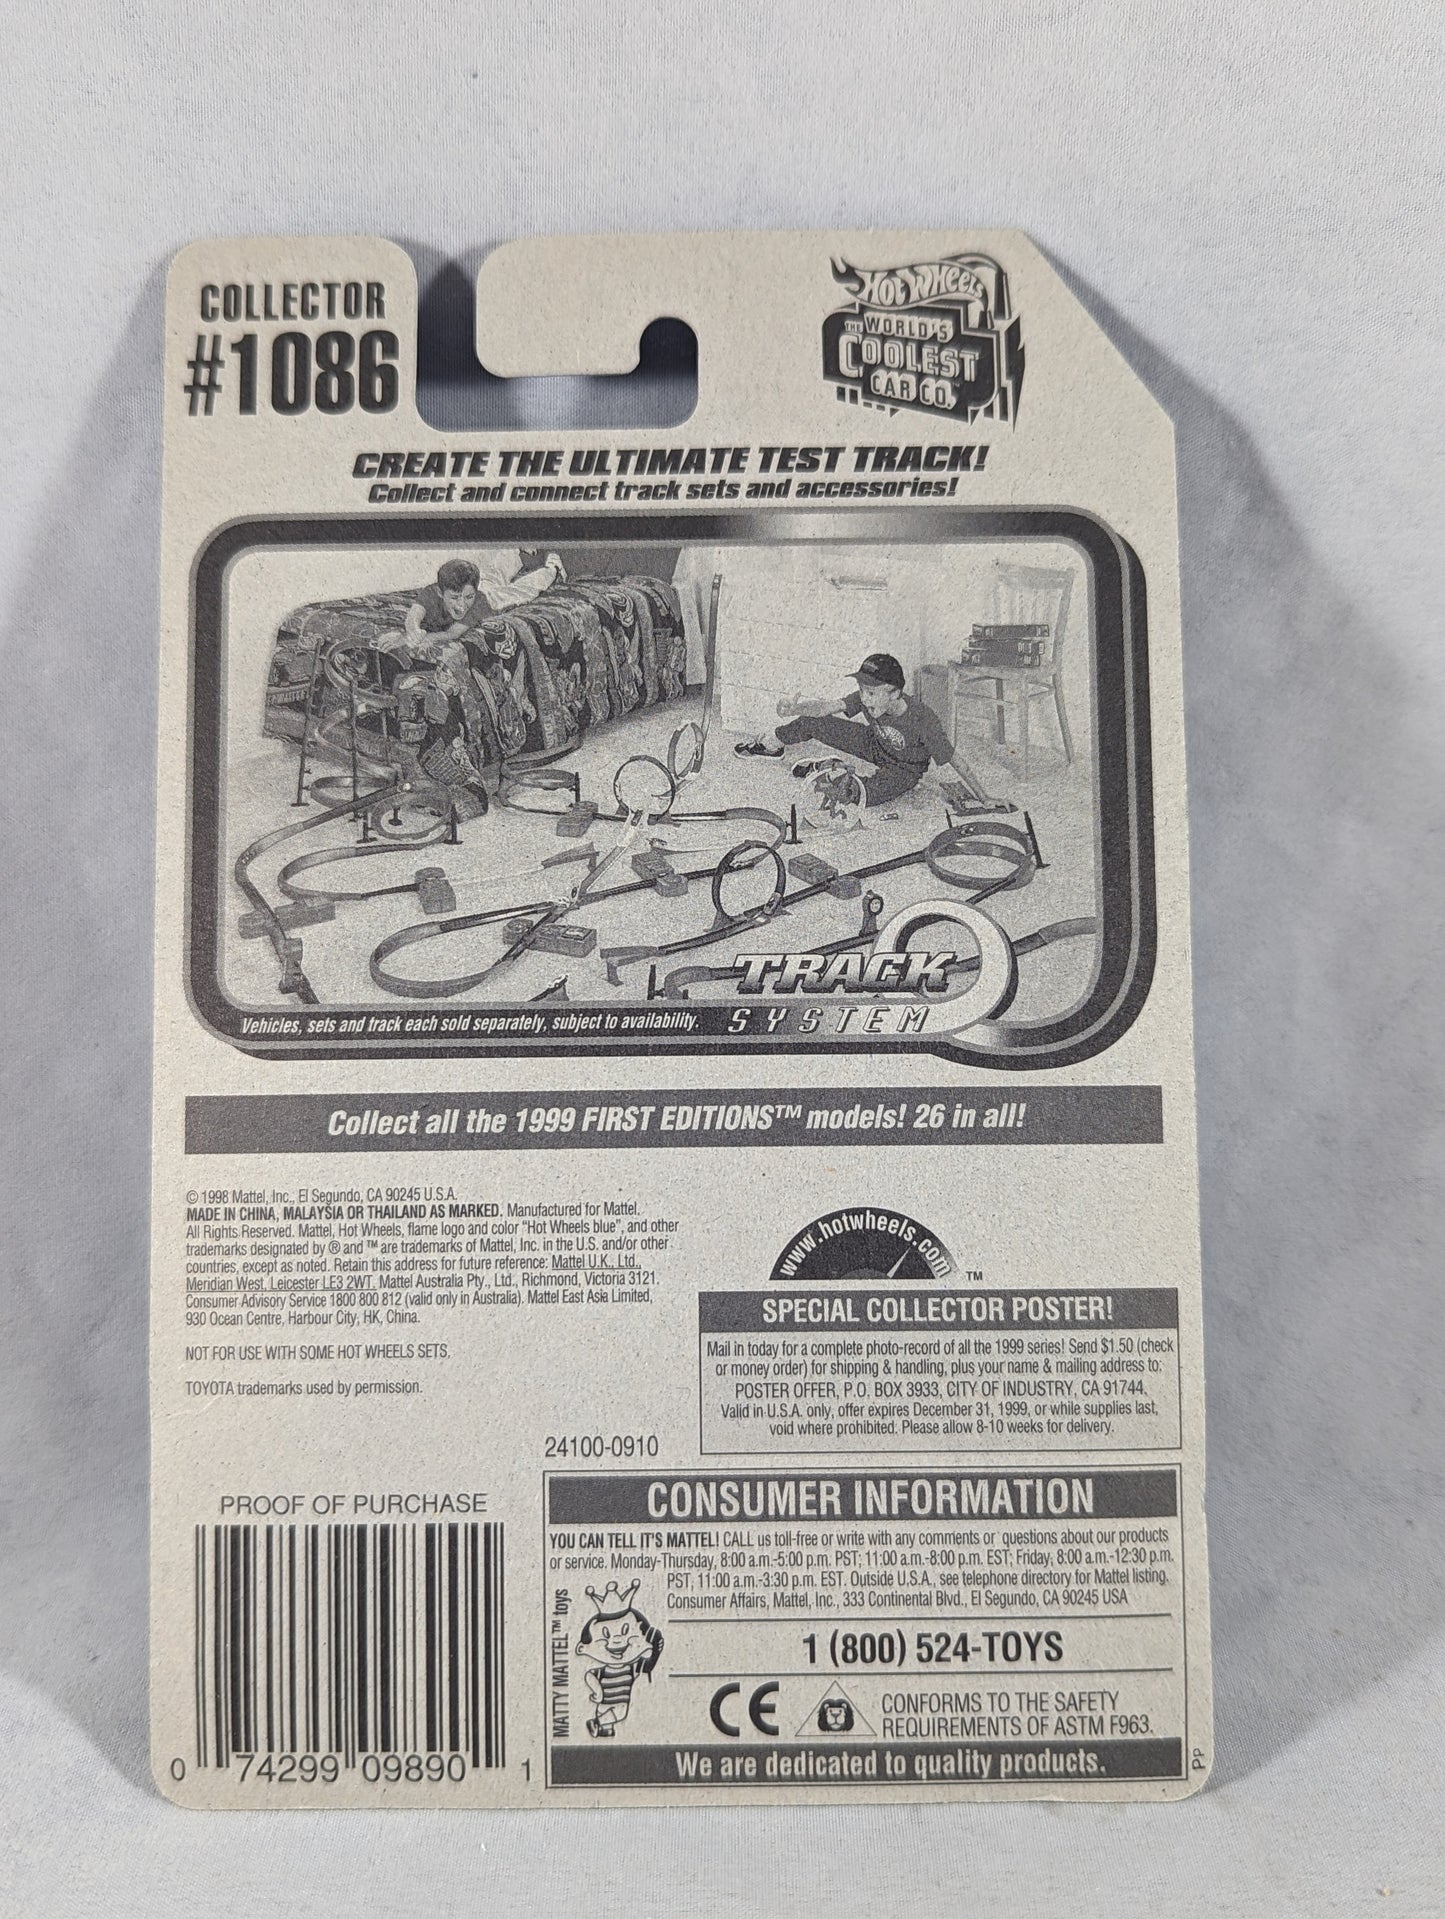 COLLECTOR
#1086
HOT WHEELS
THE WORLD'S
COOLEST
CAR CO.™
CREATE THE ULTIMATE TEST TRACK!
Collect and connect track sets and accessories!
TRACK
SYSTEM
Vehicles, sets and track each sold separately, subject to availability.
Collect all the 1999 FIRST EDITIONS™ models! 26 in all!
© 1998 Mattel, Inc., El Segundo, CA 90245 U.S.A.
MADE IN CHINA, MALAYSIA OR THAILAND AS MARKED. Manufactured for Mattel.
All Rights Reserved. Mattel, Hot Wheels, flame logo and color "Hot Wheels blue", and other
trademarks designated by ® and ™ are trademarks of Mattel, Inc. in the U.S. and/or other
countries, except as noted. Retain this address for future reference: Mattel U.K., Ltd.,
Meridian West, Leicester LE3 2WT. Mattel Australia Pty., Ltd., Richmond, Victoria 3121.
Consumer Advisory Service 1800 800 812 (valid only in Australia). Mattel East Asia Limited,
930 Ocean Centre, Harbour City, HK, China.
NOT FOR USE WITH SOME HOT WHEELS SETS.
TOYOTA trademarks used by permission.
24100-0910
www.hotwheels.com
™
SPECIAL COLLECTOR POSTER!
Mail in today for a complete photo-record of all the 1999 series! Send $1.50 (check
or money order) for shipping & handling, plus your name & mailing address to:
POSTER OFFER, P.O. BOX 3933, CITY OF INDUSTRY, CA 91744.
Valid in U.S.A. only, offer expires December 31, 1999, or while supplies last,
void where prohibited. Please allow 8-10 weeks for delivery.
PROOF OF PURCHASE
0 74299 09890 1
CONSUMER INFORMATION
YOU CAN TELL IT'S MATTEL! CALL us toll-free or write with any comments or questions about our products
or service. Monday-Thursday, 8:00 a.m.-5:00 p.m. PST; 11:00 a.m.-8:00 p.m. EST; Friday, 8:00 a.m.-12:30 p.m.
PST, 11:00 a.m.-3:30 p.m. EST. Outside U.S.A., see telephone directory for Mattel listing.
Consumer Affairs, Mattel, Inc., 333 Continental Blvd., El Segundo, CA 90245 USA
MATTY MATTEL™ toys
1 (800) 524-TOYS
CE
CONFORMS TO THE SAFETY
REQUIREMENTS OF ASTM F963.
We are dedicated to quality products.
PP